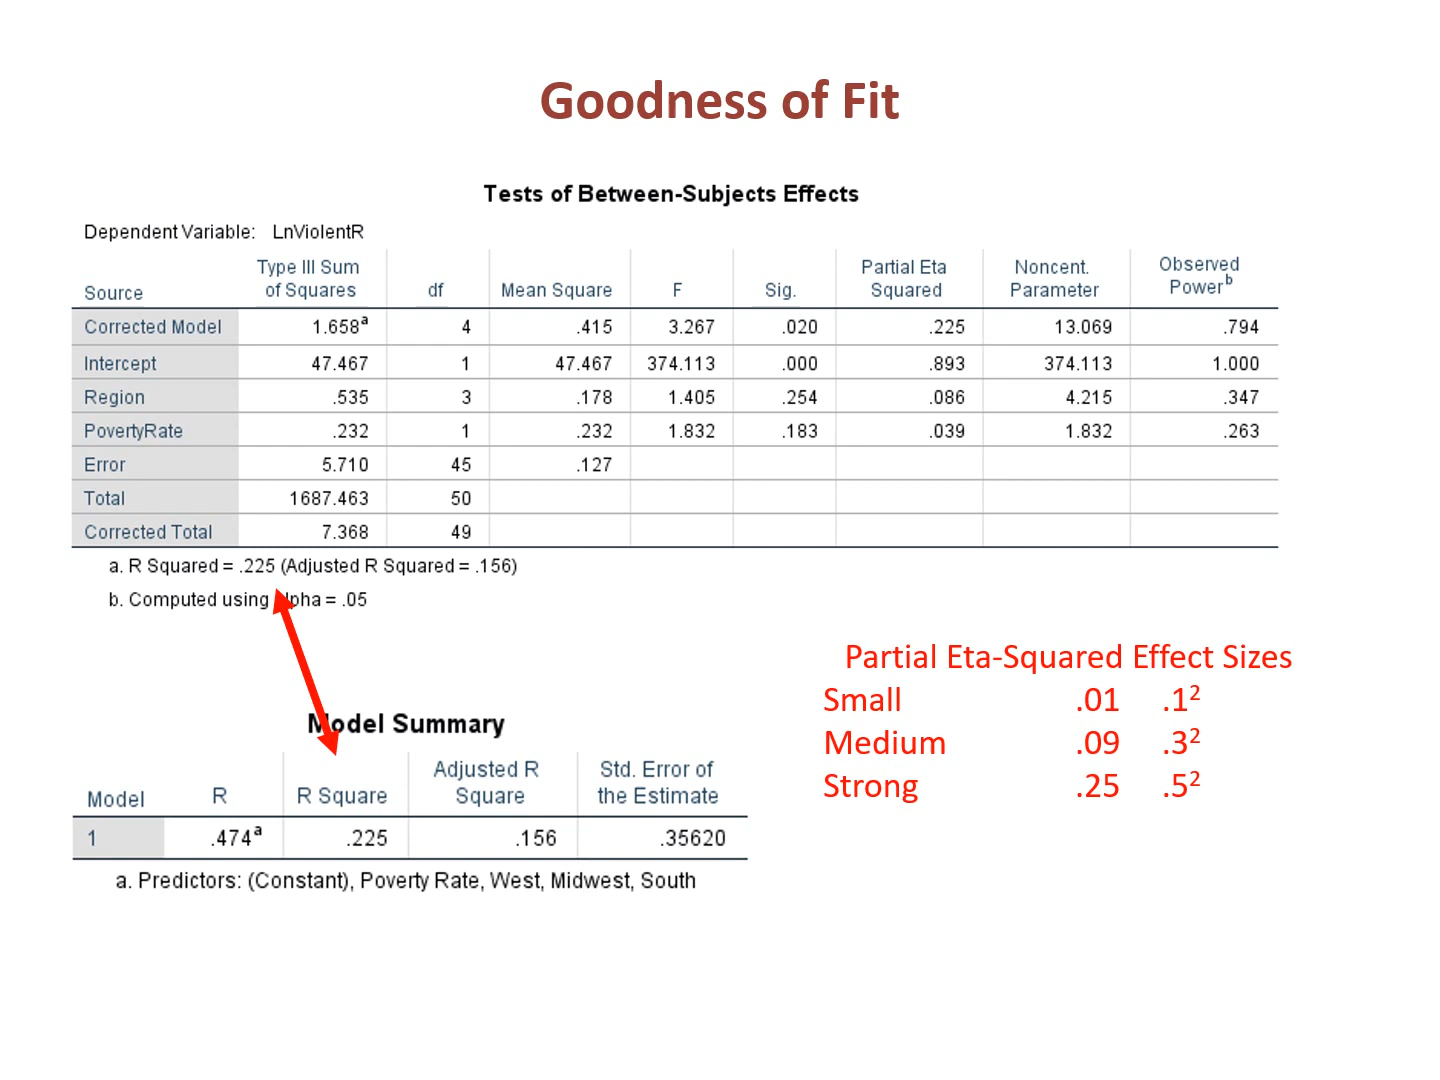 Goodness of Fit
Tests of Between-Subjects Effects
Dependent Variable: LnViolentR
Source Type III Sum of Squares df Mean Square F Sig. Partial Eta Squared Noncent. Parameter Observed Power b
Corrected Model 1.658a 4 .415 3.267 .020 .225 13.069 .794
Intercept 47.467 1 47.467 374.113 .000 .893 374.113 1.000
Region .535 3 .178 1.405 .254 .086 4.215 .347
PovertyRate .232 1 .232 1.832 .183 .039 1.832 .263
Error 5.710 45 .127
Total 1687.463 50
Corrected Total 7.368 49
a. R Squared = .225 (Adjusted R Squared = .156)
b. Computed using alpha = .05
Partial Eta-Squared Effect Sizes
Small .01 .1²
Medium .09 .3²
Strong .25 .5²
Model Summary
Model R R Square Adjusted R Square Std. Error of the Estimate
1 .474a .225 .156 .35620
a. Predictors: (Constant), Poverty Rate, West, Midwest, South